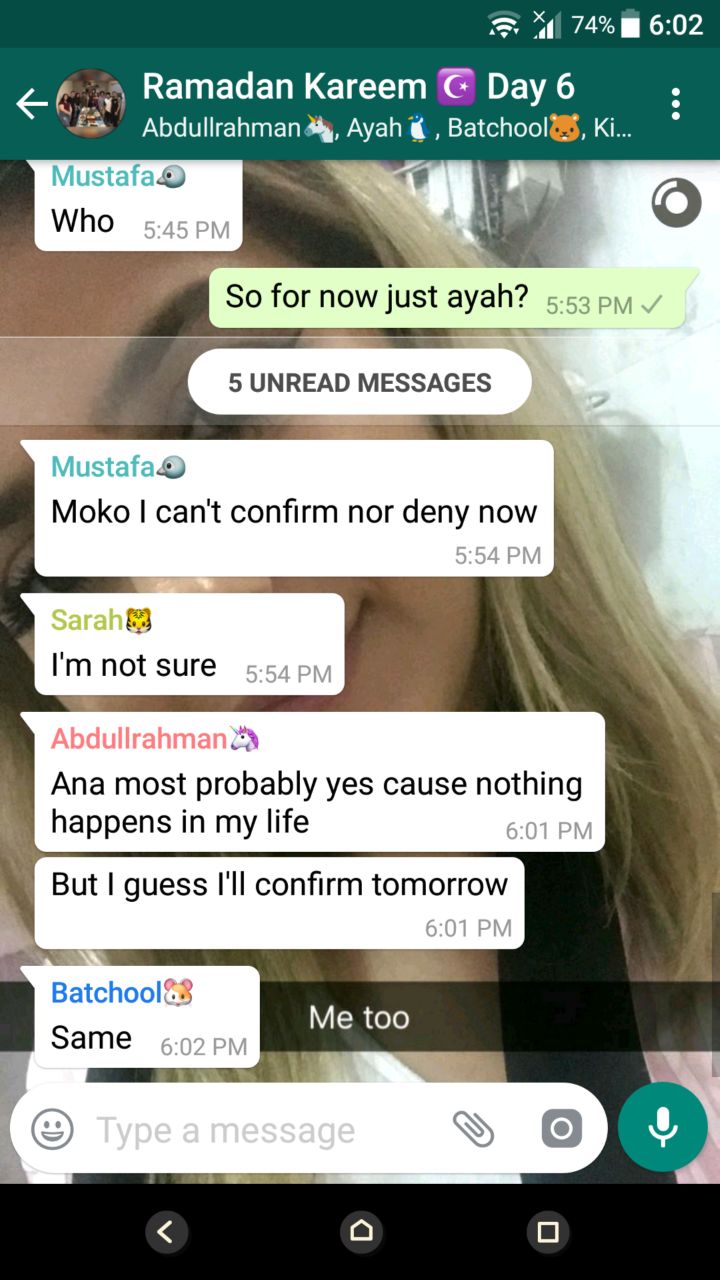 74% 6:02
Ramadan Kareem ☪️ Day 6
Abdullrahman🦄, Ayah🐧, Batchool🐹, Ki...
Mustafa🐦
Who 5:45 PM
So for now just ayah? 5:53 PM ✓
5 UNREAD MESSAGES
Mustafa🐦
Moko I can't confirm nor deny now
5:54 PM
Sarah🐯
I'm not sure 5:54 PM
Abdullrahman🦄
Ana most probably yes cause nothing
happens in my life 6:01 PM
But I guess I'll confirm tomorrow
6:01 PM
Batchool🐹
Same 6:02 PM
Me too
Type a message